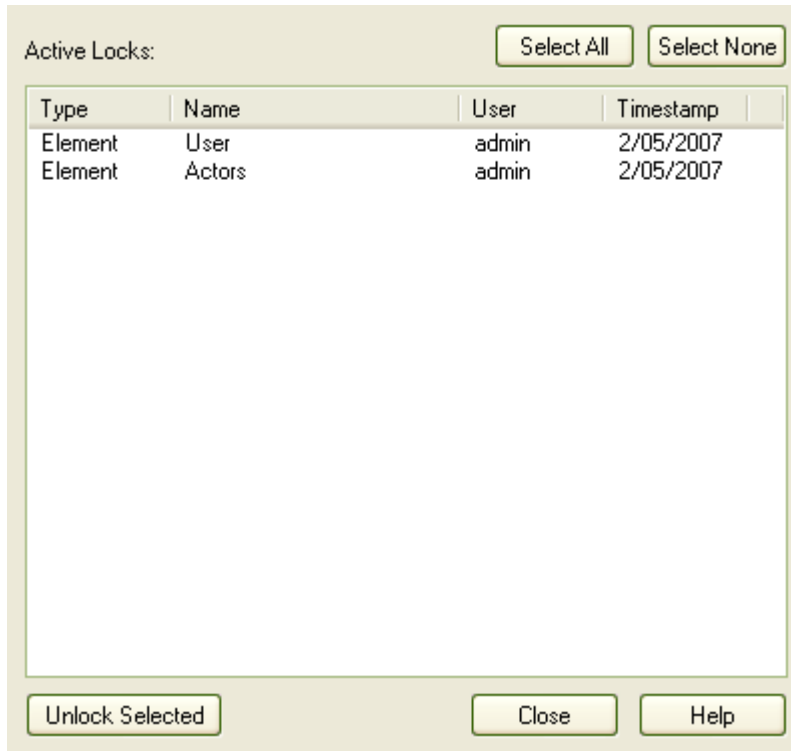 Active Locks: Select All Select None
Type Name User Timestamp
Element User admin 2/05/2007
Element Actors admin 2/05/2007
Unlock Selected Close Help